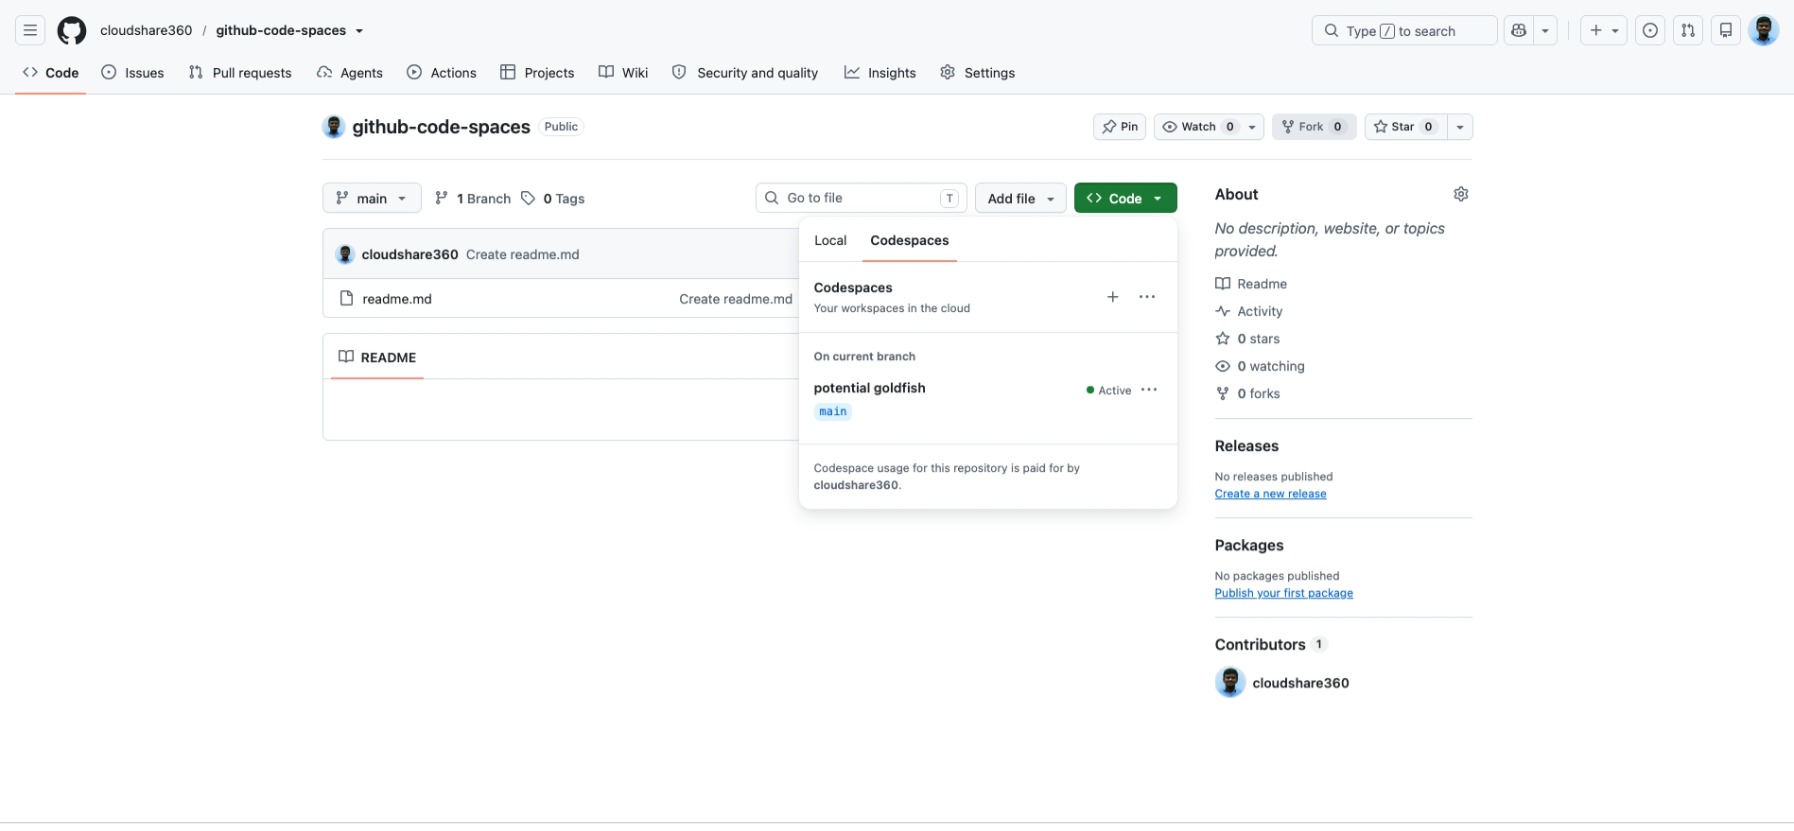 cloudshare360 / github-code-spaces
Type / to search
Code Issues Pull requests Agents Actions Projects Wiki Security and quality Insights Settings
github-code-spaces Public
Pin Watch 0 Fork 0 Star 0
main 1 Branch 0 Tags
Go to file T Add file Code
cloudshare360 Create readme.md
readme.md Create readme.md
README
Local Codespaces
Codespaces
Your workspaces in the cloud
On current branch
potential goldfish Active
main
Codespace usage for this repository is paid for by
cloudshare360.
About
No description, website, or topics
provided.
Readme
Activity
0 stars
0 watching
0 forks
Releases
No releases published
Create a new release
Packages
No packages published
Publish your first package
Contributors 1
cloudshare360